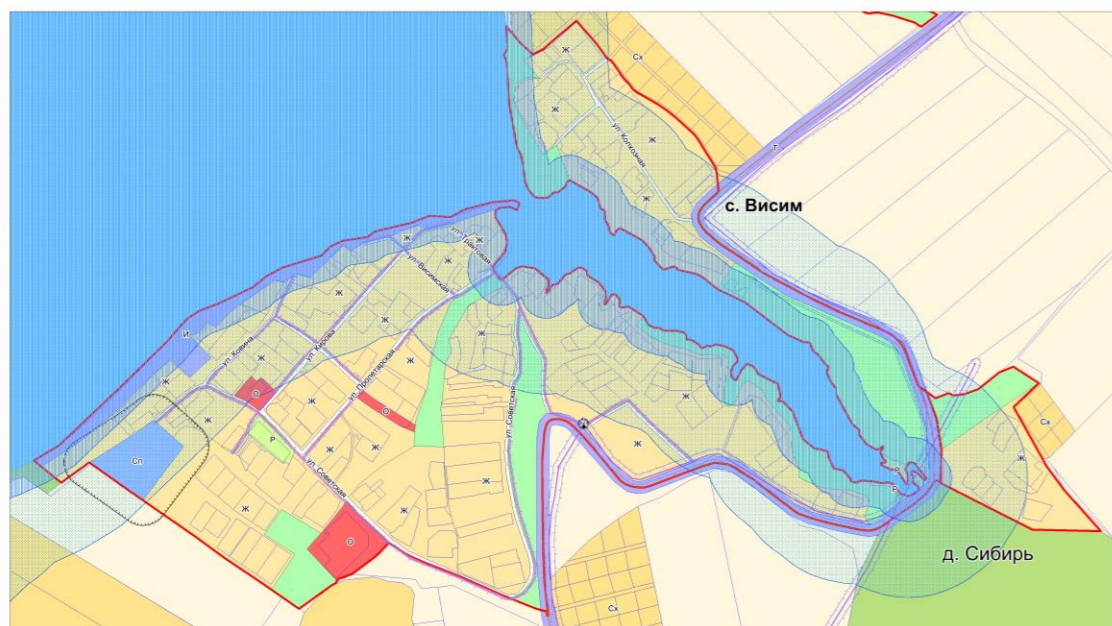 Ж
Сх
Ж
Ж
ул. Колхозная
Т
Ж
с. Висим
ул. Трактовая
Ж
Ж
ул. Висимская
Ж
Ж
И
ул. Кирова
ул. Ковина
Ж
Ж
Ж
ул. Пролетарская
Ж
О
Ж
О
ул. Советская
Ж
Р
Ж
Ж
Ж
Сп
Ж
ул. Советская
Ж
Ж
Р
Ж
Ж
Ж
О
Сх
Ж
д. Сибирь
Сх